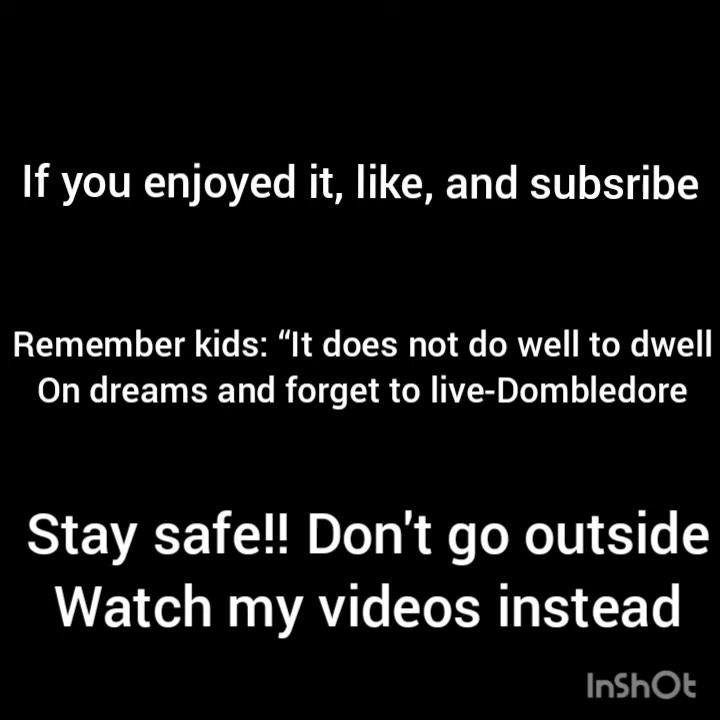 If you enjoyed it, like, and subsribe
Remember kids: “It does not do well to dwell
On dreams and forget to live-Dombledore
Stay safe!! Don't go outside
Watch my videos instead
InShOt